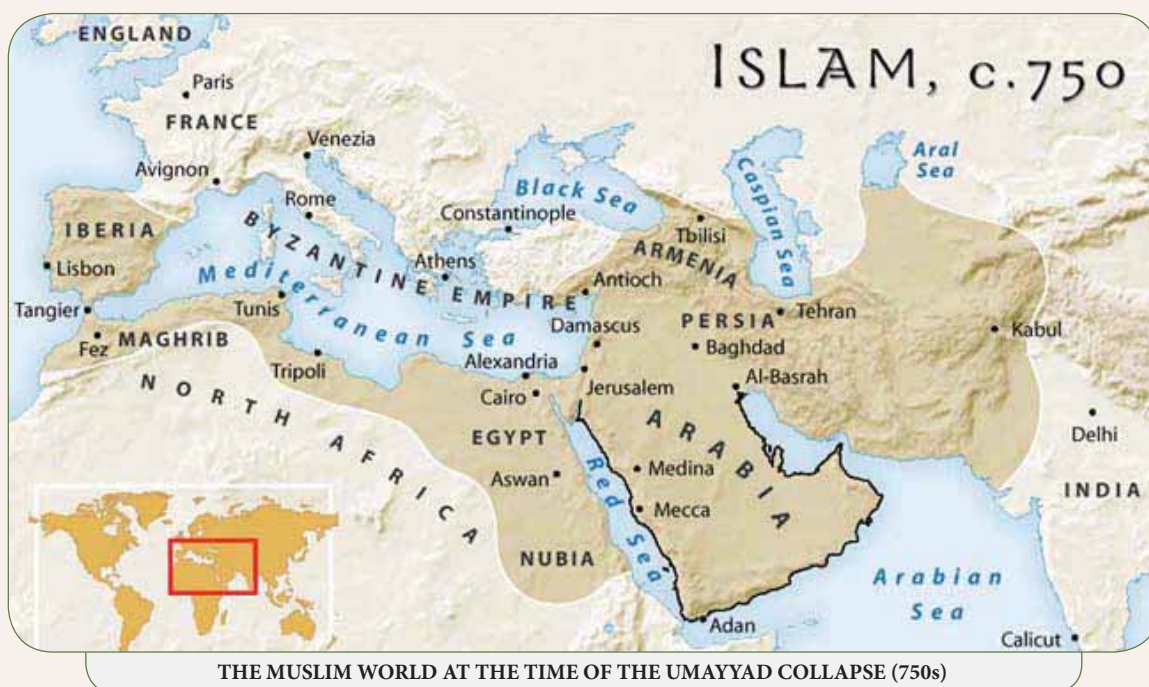 ISLAM, c.750
ENGLAND
Paris
FRANCE
Venezia
Avignon
Rome
Black Sea
Caspian Sea
Aral
Sea
Constantinople
Tbilisi
ARMENIA
IBERIA
BYZANTINE EMPIRE
Athens
Antioch
Lisbon
Mediterranean Sea
Tangier
Tunis
Damascus
PERSIA
Tehran
Kabul
Fez
MAGHRIB
Baghdad
Tripoli
Alexandria
Jerusalem
Al-Basrah
Cairo
NORTH AFRICA
EGYPT
ARABIA
Delhi
Aswan
Red Sea
Medina
INDIA
Mecca
NUBIA
Arabian
Sea
Adan
Calicut
THE MUSLIM WORLD AT THE TIME OF THE UMAYYAD COLLAPSE (750s)